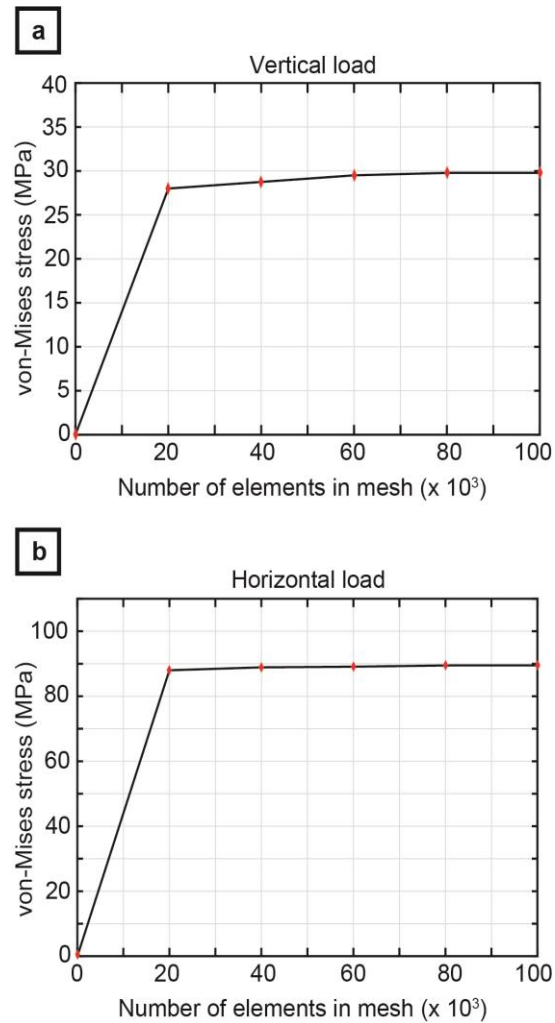 a
Vertical load
40
35
30
25
20
15
10
5
0
von-Mises stress (MPa)
0 20 40 60 80 100
Number of elements in mesh (x 10³)
b
Horizontal load
100
80
60
40
20
0
von-Mises stress (MPa)
0 20 40 60 80 100
Number of elements in mesh (x 10³)